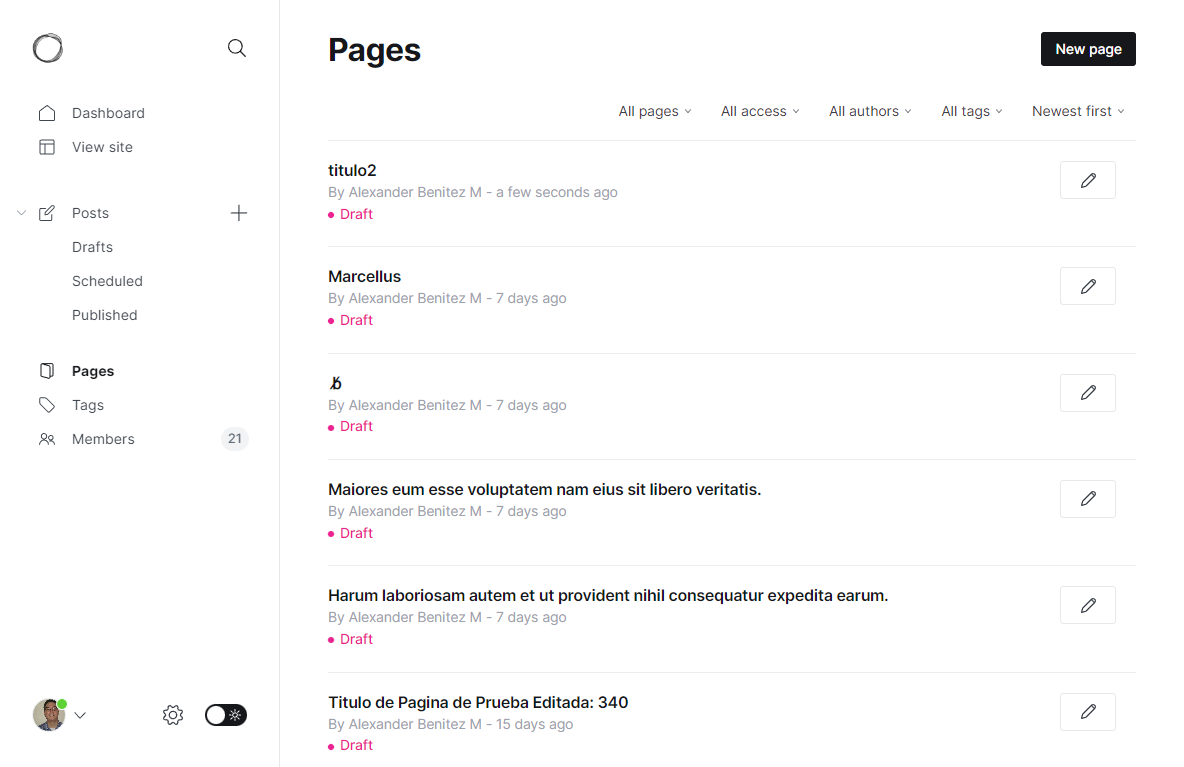 Dashboard
View site
Posts
Drafts
Scheduled
Published
Pages
Tags
Members 21
Pages
New page
All pages All access All authors All tags Newest first
titulo2
By Alexander Benitez M - a few seconds ago
Draft
Marcellus
By Alexander Benitez M - 7 days ago
Draft
By Alexander Benitez M - 7 days ago
Draft
Maiores eum esse voluptatem nam eius sit libero veritatis.
By Alexander Benitez M - 7 days ago
Draft
Harum laboriosam autem et ut provident nihil consequatur expedita earum.
By Alexander Benitez M - 7 days ago
Draft
Titulo de Pagina de Prueba Editada: 340
By Alexander Benitez M - 15 days ago
Draft